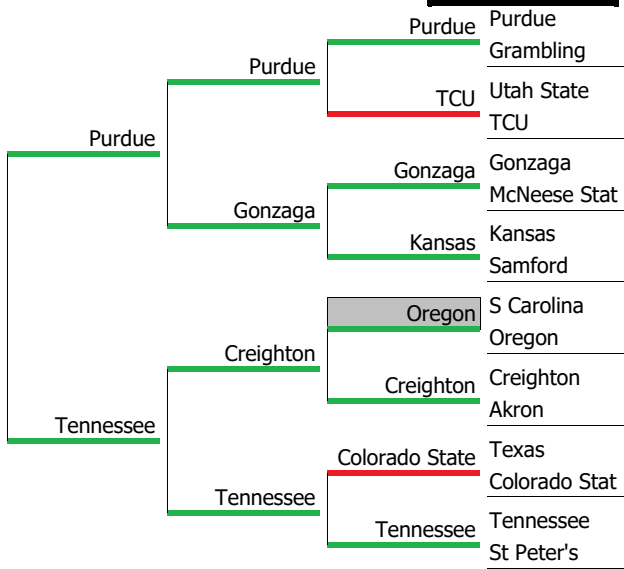 Purdue
Purdue
Grambling
Purdue
TCU
Utah State
TCU
Purdue
Gonzaga
Gonzaga
McNeese Stat
Gonzaga
Kansas
Kansas
Samford
Oregon
S Carolina
Oregon
Creighton
Creighton
Creighton
Akron
Tennessee
Colorado State
Texas
Colorado Stat
Tennessee
Tennessee
Tennessee
St Peter's